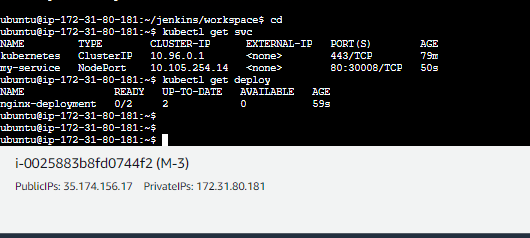 ubuntu@ip-172-31-80-181:~/jenkins/workspace$ cd
ubuntu@ip-172-31-80-181:~$ kubectl get svc
NAME TYPE CLUSTER-IP EXTERNAL-IP PORT(S) AGE
kubernetes ClusterIP 10.96.0.1 <none> 443/TCP 79m
my-service NodePort 10.105.254.14 <none> 80:30008/TCP 50s
ubuntu@ip-172-31-80-181:~$ kubectl get deploy
NAME READY UP-TO-DATE AVAILABLE AGE
nginx-deployment 0/2 2 0 59s
ubuntu@ip-172-31-80-181:~$
ubuntu@ip-172-31-80-181:~$
ubuntu@ip-172-31-80-181:~$
i-0025883b8fd0744f2 (M-3)
PublicIPs: 35.174.156.17 PrivateIPs: 172.31.80.181